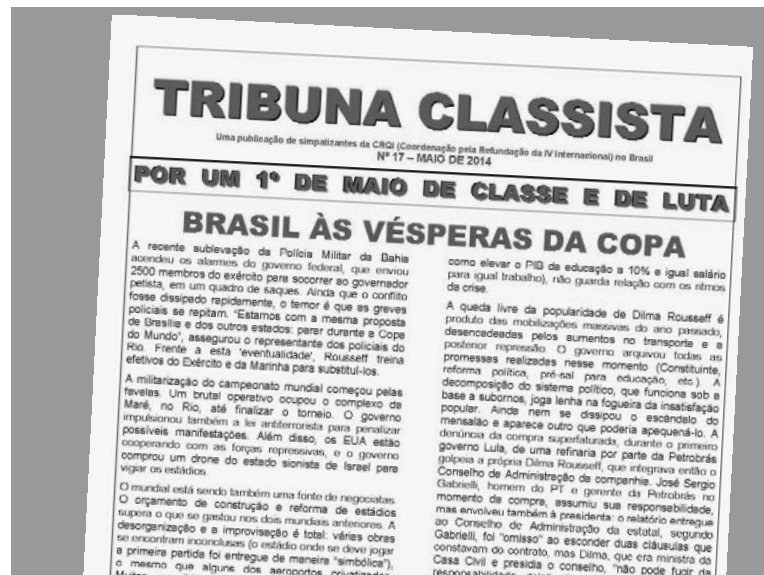 TRIBUNA CLASSISTA
Uma publicação de simpatizantes da CRQI (Coordenação pela Refundação da IV Internacional) no Brasil
Nº 17 – MAIO DE 2014
POR UM 1º DE MAIO DE CLASSE E DE LUTA
BRASIL ÀS VÉSPERAS DA COPA
A recente sublevação da Polícia Militar da Bahia
acendeu os alarmes do governo federal, que enviou
2500 membros do exército para socorrer ao governador
petista, em um quadro de saques. Ainda que o conflito
fosse dissipado rapidamente, o temor é que as greves
policiais se repitam. "Estamos com a mesma proposta
de Brasília e dos outros estados: parar durante a Copa
do Mundo", assegurou o representante dos policiais do
Rio. Frente a esta 'eventualidade', Rousseff treina
efetivos do Exército e da Marinha para substituí-los.
A militarização do campeonato mundial começou pelas
favelas. Um brutal operativo ocupou o complexo da
Maré, no Rio, até finalizar o torneio. O governo
impulsionou também a lei antiterrorista para penalizar
possíveis manifestações. Além disso, os EUA estão
cooperando com as forças repressivas, e o governo
comprou um drone do estado sionista de Israel para
vigiar os estádios.
O mundial está sendo também uma fonte de negociatas.
O orçamento de construção e reforma de estádios
supera o que se gastou nos dois mundiais anteriores. A
desorganização e a improvisação é total: várias obras
se encontram inconclusas (o estádio onde se deve jogar
a primeira partida foi entregue de maneira "simbólica"),
o mesmo que alguns dos aeroportos privatizados.
como elevar o PIB da educação a 10% e igual salário
para igual trabalho), não guarda relação com os ritmos
da crise.
A queda livre da popularidade de Dilma Rousseff é
produto das mobilizações massivas do ano passado,
desencadeadas pelos aumentos no transporte e a
posterior repressão. O governo arquivou todas as
promessas realizadas nesse momento (Constituinte,
reforma política, pré-sal para educação, etc.). A
decomposição do sistema político, que funciona sob a
base a subornos, joga lenha na fogueira da insatisfação
popular. Ainda nem se dissipou o escândalo do
mensalão e aparece outro que poderia apequená-lo. A
denúncia da compra superfaturada, durante o primeiro
governo Lula, de uma refinaria por parte da Petrobrás
golpeia a própria Dilma Rousseff, que integrava então o
Conselho de Administração da companhia. José Sergio
Gabrielli, homem do PT e gerente da Petrobrás no
momento da compra, assumiu sua responsabilidade,
mas envolveu também à presidenta: o relatório entregue
ao Conselho de Administração da estatal, segundo
Gabrielli, foi "omisso" ao esconder duas cláusulas que
constavam do contrato, mas Dilma, que era ministra da
Casa Civil e presidia o conselho, "não pode fugir da